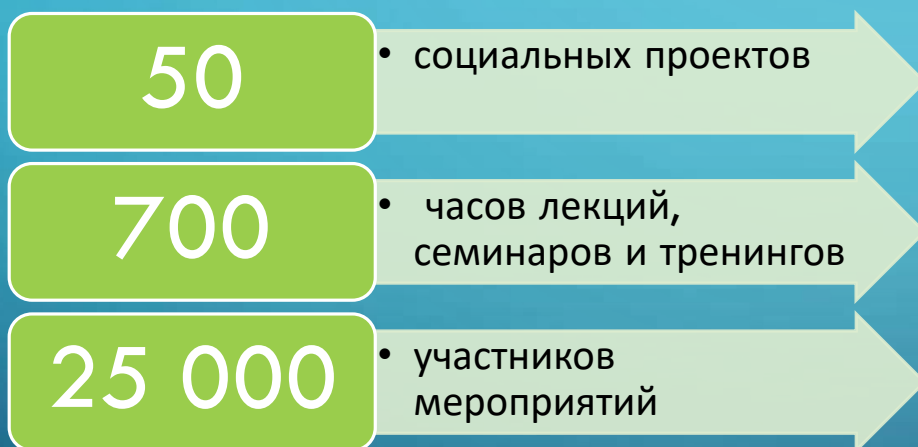 50
• социальных проектов
700
• часов лекций,
семинаров и тренингов
25 000
• участников
мероприятий